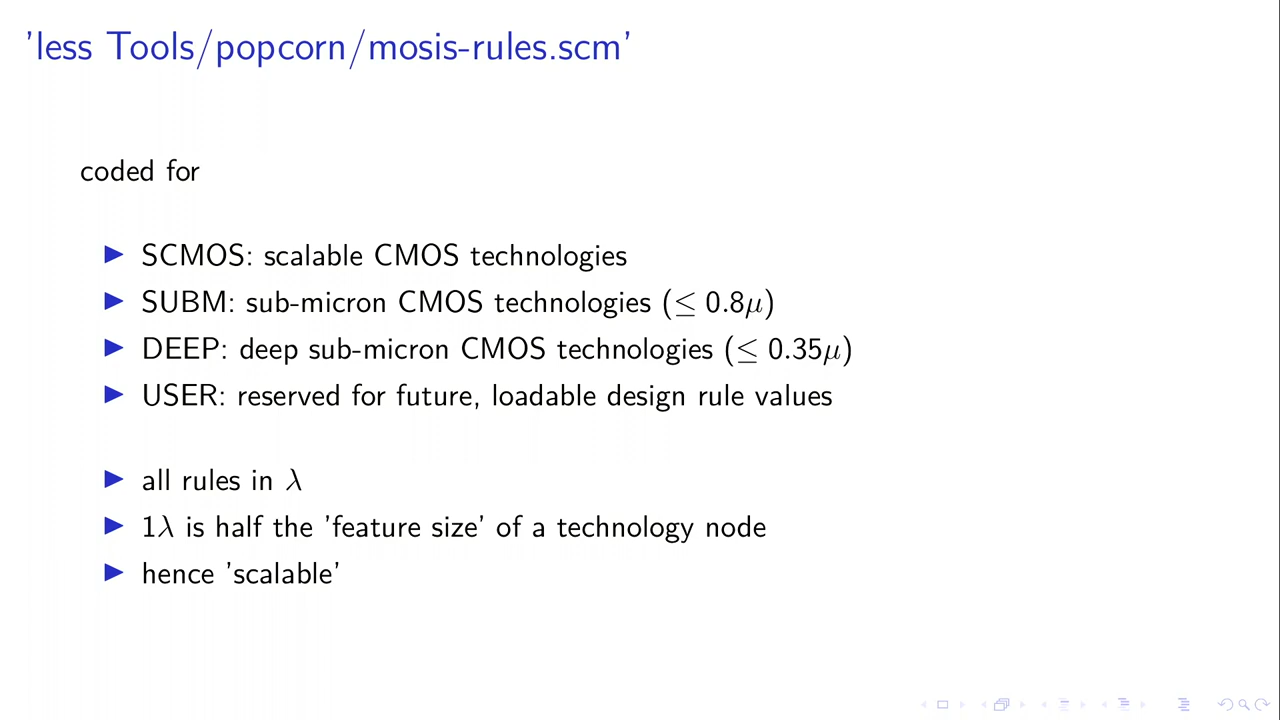 'less Tools/popcorn/mosis-rules.scm'
coded for
▶ SCMOS: scalable CMOS technologies
▶ SUBM: sub-micron CMOS technologies (≤ 0.8μ)
▶ DEEP: deep sub-micron CMOS technologies (≤ 0.35μ)
▶ USER: reserved for future, loadable design rule values
▶ all rules in λ
▶ 1λ is half the 'feature size' of a technology node
▶ hence 'scalable'